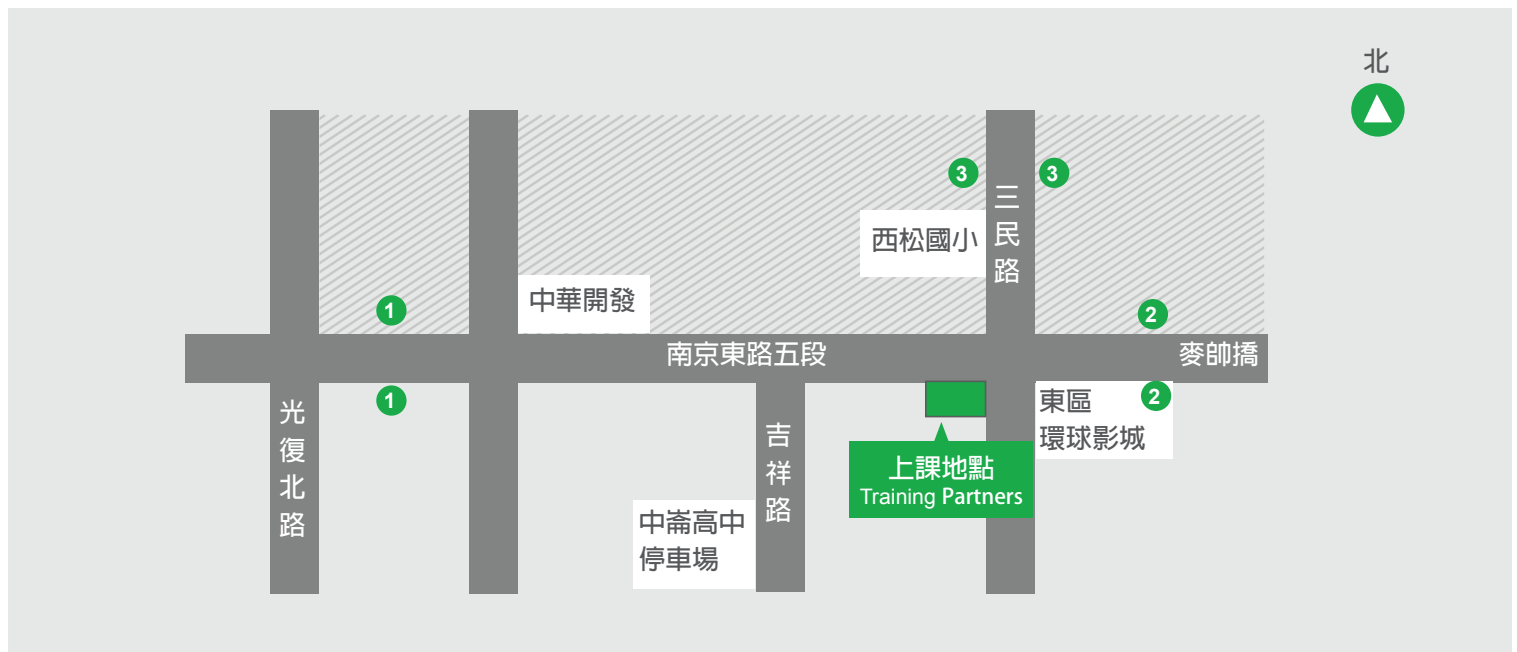 北
3
3
三民路
西松國小
中華開發
1
2
南京東路五段
麥帥撟
1
2
東區
環球影城
光復北路
吉祥路
上課地點
Training Partners
中崙高中
停車場